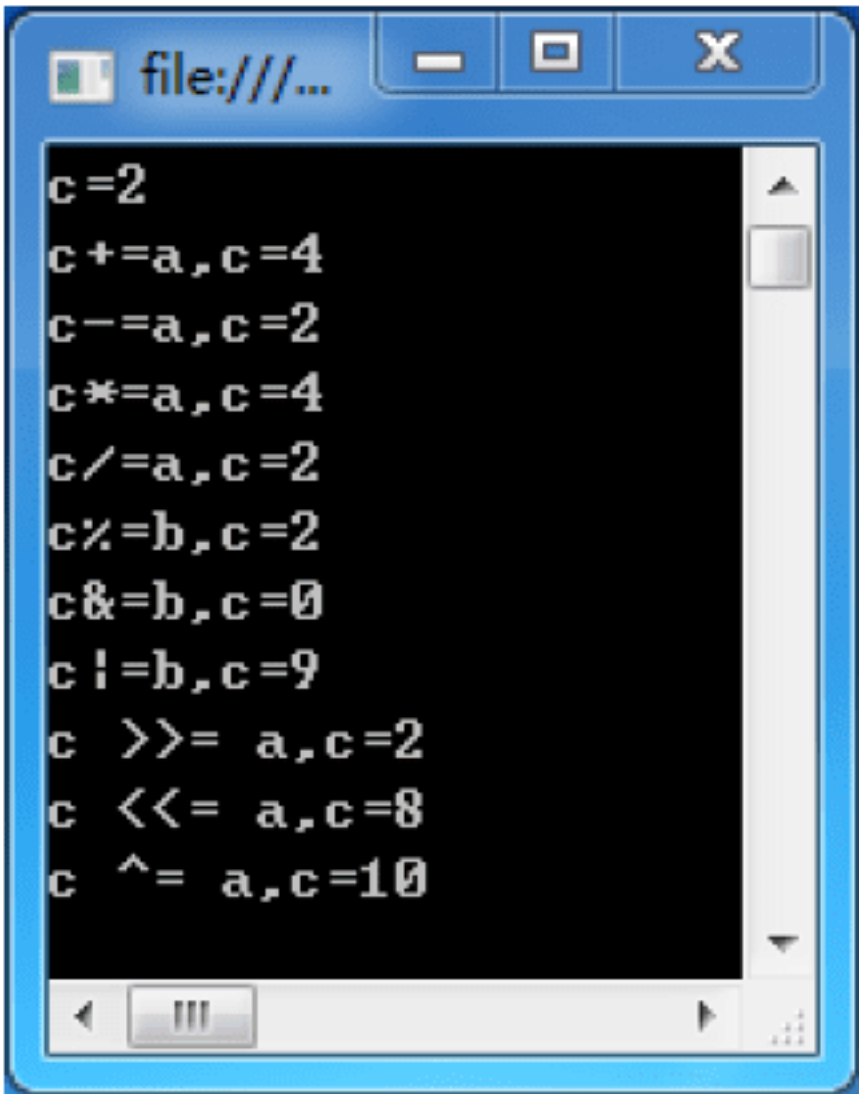 file:///...
c=2
c+=a,c=4
c-=a,c=2
c*=a,c=4
c/=a,c=2
c%=b,c=2
c&=b,c=0
c|=b,c=9
c >>= a,c=2
c <<= a,c=8
c ^= a,c=10